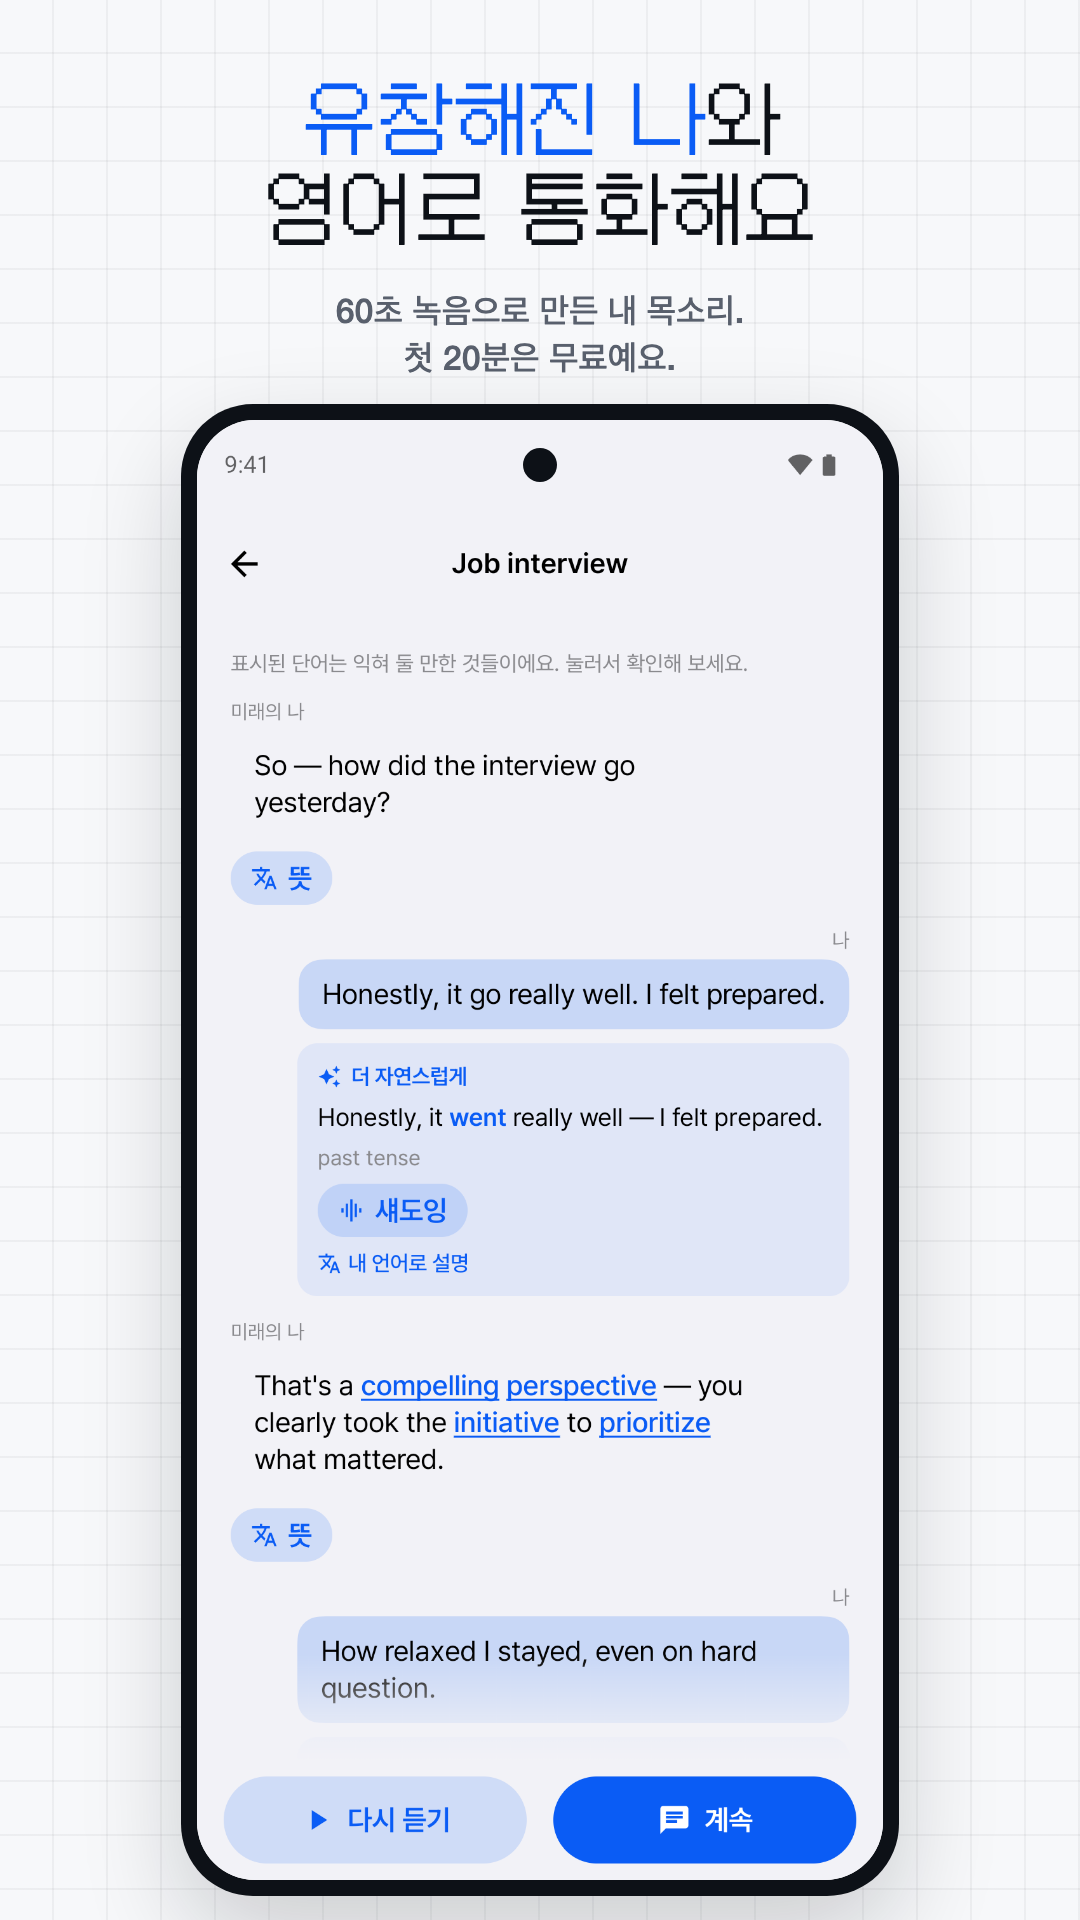 유창해진 나와
영어로 통화해요
60초 녹음으로 만든 내 목소리.
첫 20분은 무료예요.
9:41
Job interview
표시된 단어는 익혀 둘 만한 것들이에요. 눌러서 확인해 보세요.
미래의 나
So — how did the interview go
yesterday?
뜻
나
Honestly, it go really well. I felt prepared.
더 자연스럽게
Honestly, it went really well — I felt prepared.
past tense
섀도잉
내 언어로 설명
미래의 나
That's a compelling perspective — you
clearly took the initiative to prioritize
what mattered.
뜻
나
How relaxed I stayed, even on hard
question.
다시 듣기
계속